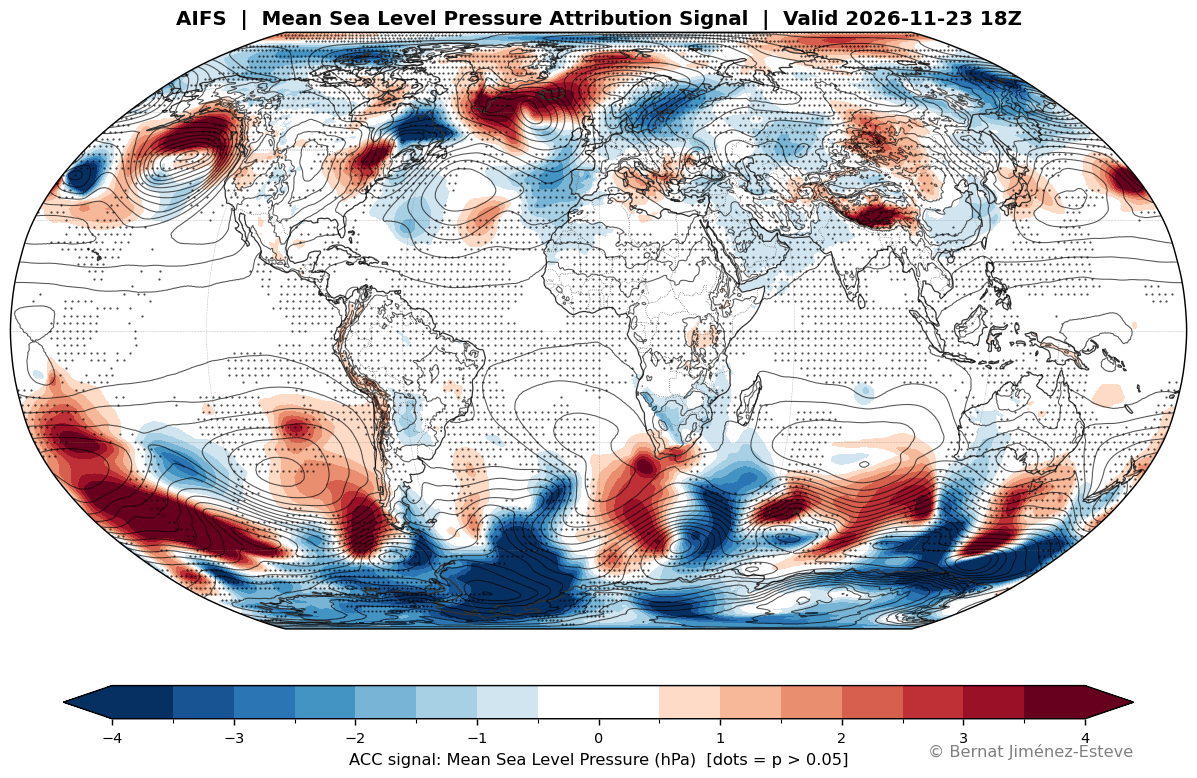 AIFS | Mean Sea Level Pressure Attribution Signal | Valid 2026-11-23 18Z
−4 −3 −2 −1 0 1 2 3 4
ACC signal: Mean Sea Level Pressure (hPa) [dots = p > 0.05]
© Bernat Jiménez-Esteve